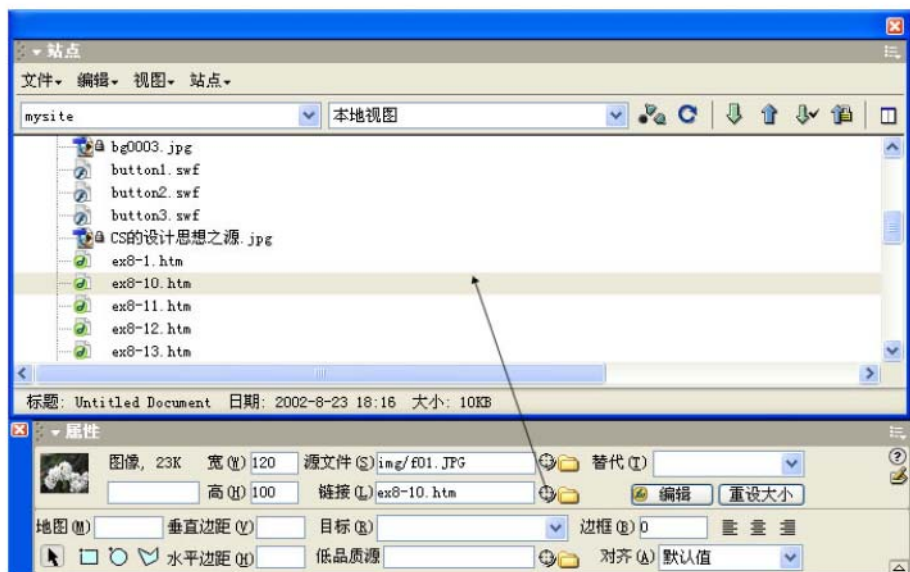 站点
文件 编辑 视图 站点
mysite 本地视图
bg0003.jpg
button1.swf
button2.swf
button3.swf
CS的设计思想之源.jpg
ex8-1.htm
ex8-10.htm
ex8-11.htm
ex8-12.htm
ex8-13.htm
标题: Untitled Document 日期: 2002-8-23 18:16 大小: 10KB
属性
图像, 23K 宽(W) 120 源文件(S) img/f01.JPG 替代(T)
高(H) 100 链接(L) ex8-10.htm 编辑 重设大小
地图(M) 垂直边距(V) 目标(R) 边框(B) 0
水平边距(H) 低品质源 对齐(A) 默认值